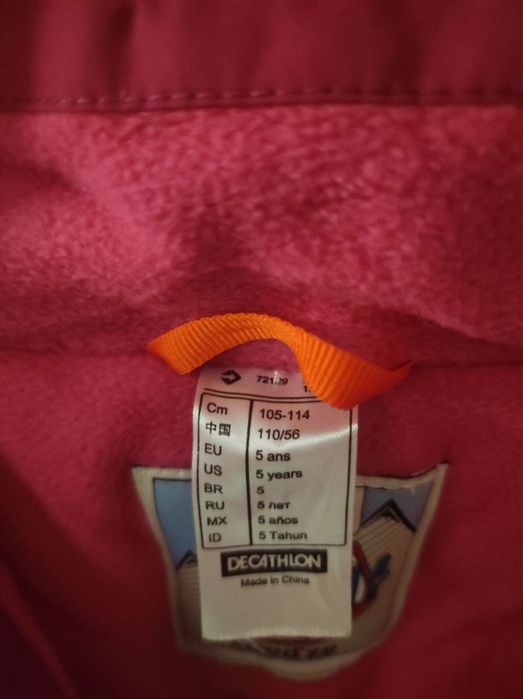 72129
Cm 105-114
中国 110/56
EU 5 ans
US 5 years
BR 5
RU 5 лет
MX 5 años
ID 5 Tahun
DECATHLON
Made in China